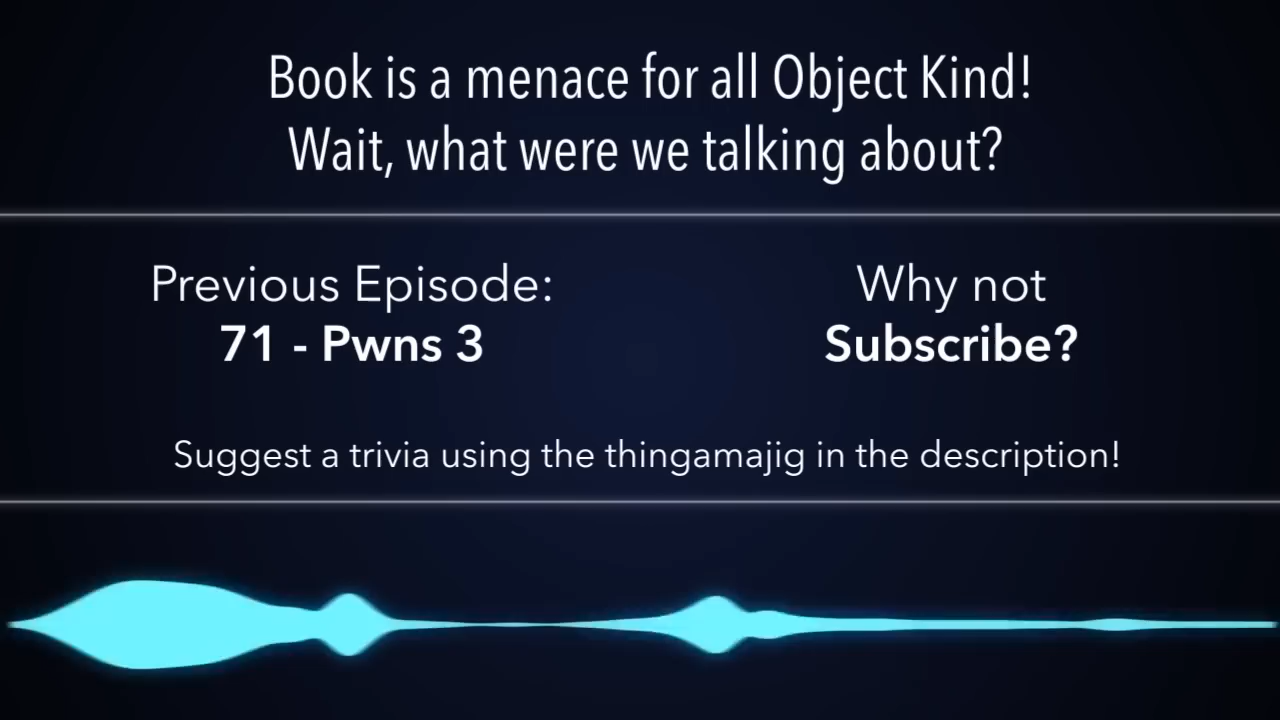 Book is a menace for all Object Kind!
Wait, what were we talking about?
Previous Episode:
71 - Pwns 3
Why not
Subscribe?
Suggest a trivia using the thingamajig in the description!